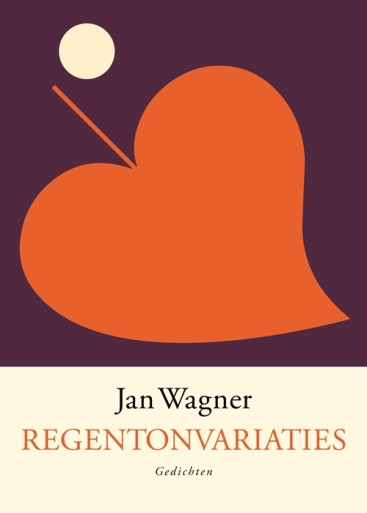 Jan Wagner
REGENTONVARIATIES
Gedichten